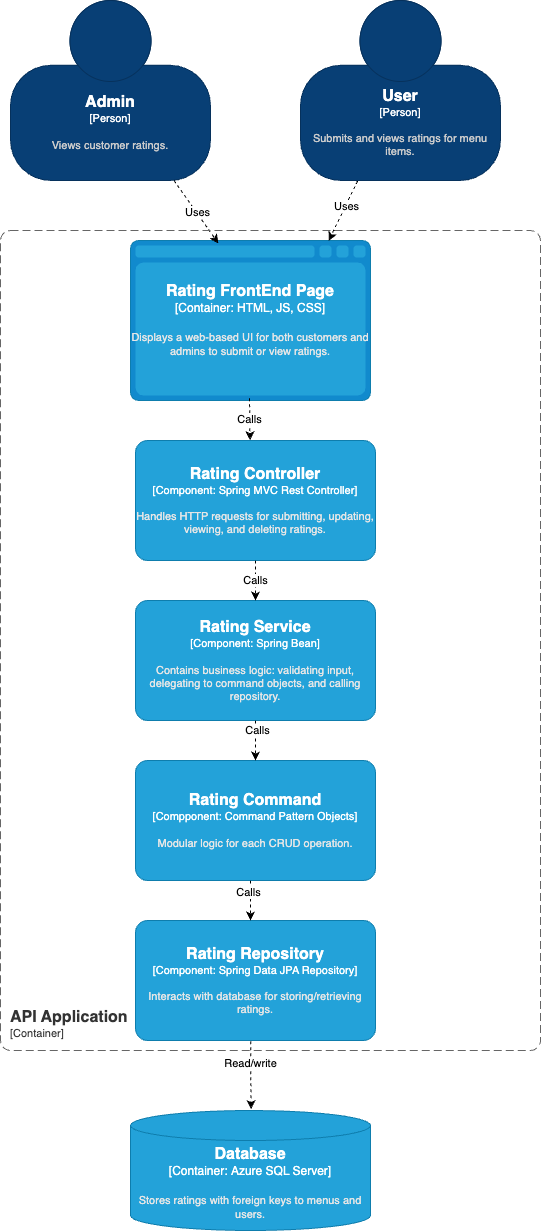 Admin
[Person]
Views customer ratings.
User
[Person]
Submits and views ratings for menu
items.
Uses
Uses
Rating FrontEnd Page
[Container: HTML, JS, CSS]
Displays a web-based UI for both customers and
admins to submit or view ratings.
Calls
Rating Controller
[Component: Spring MVC Rest Controller]
Handles HTTP requests for submitting, updating,
viewing, and deleting ratings.
Calls
Rating Service
[Component: Spring Bean]
Contains business logic: validating input,
delegating to command objects, and calling
repository.
Calls
Rating Command
[Compponent: Command Pattern Objects]
Modular logic for each CRUD operation.
Calls
Rating Repository
[Component: Spring Data JPA Repository]
Interacts with database for storing/retrieving
ratings.
API Application
[Container]
Read/write
Database
[Container: Azure SQL Server]
Stores ratings with foreign keys to menus and
users.